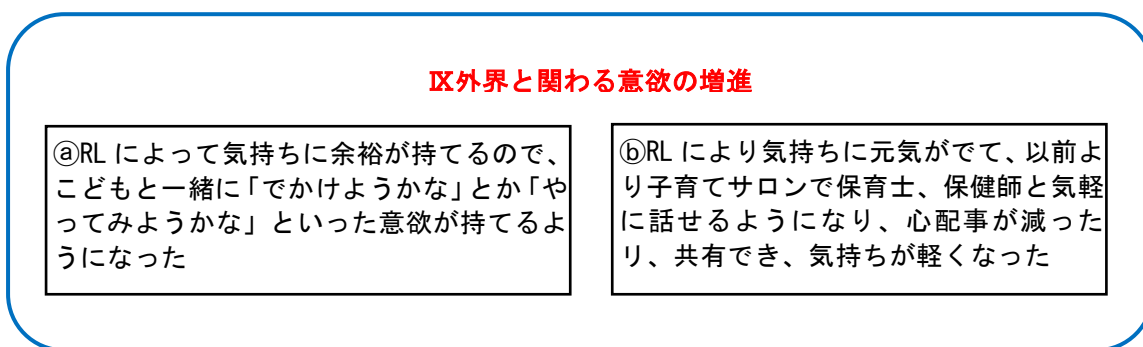 Ⅸ外界と関わる意欲の増進
ⓐRLによって気持ちに余裕が持てるので、
こどもと一緒に「でかけようかな」とか「や
ってみようかな」といった意欲が持てるよ
うになった
ⓑRLにより気持ちに元気がでて、以前よ
り子育てサロンで保育士、保健師と気軽
に話せるようになり、心配事が減った
り、共有でき、気持ちが軽くなった